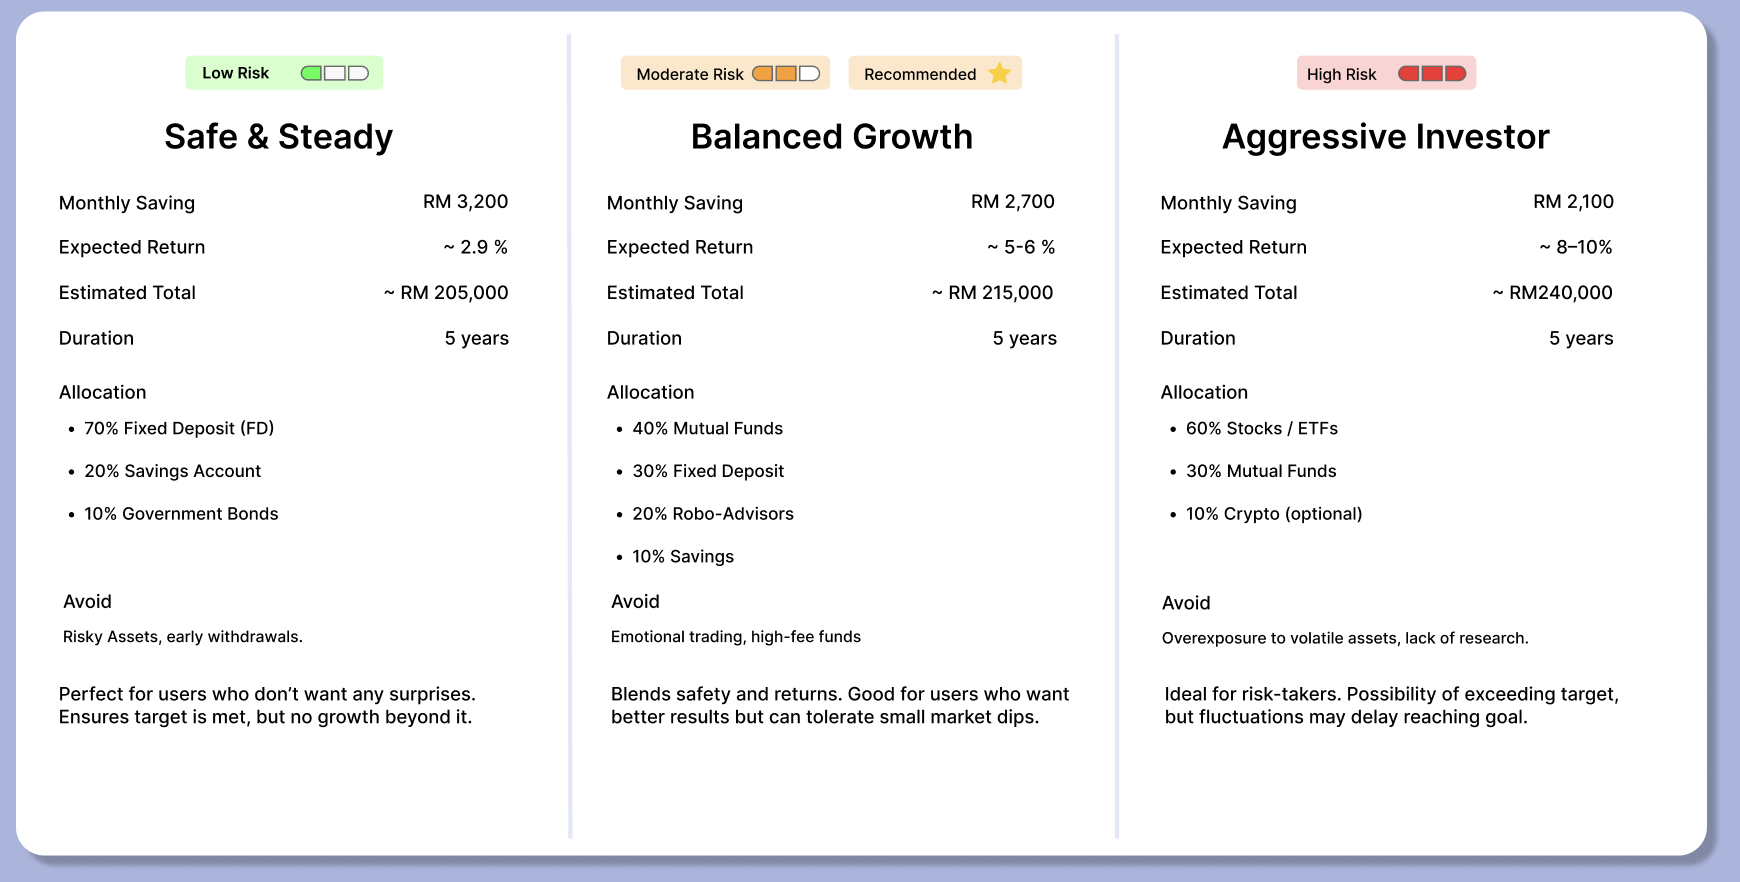 Low Risk
Safe & Steady
Monthly Saving RM 3,200
Expected Return ~ 2.9 %
Estimated Total ~ RM 205,000
Duration 5 years
Allocation
• 70% Fixed Deposit (FD)
• 20% Savings Account
• 10% Government Bonds
Avoid
Risky Assets, early withdrawals.
Perfect for users who don’t want any surprises.
Ensures target is met, but no growth beyond it.
Moderate Risk
Recommended
Balanced Growth
Monthly Saving RM 2,700
Expected Return ~ 5-6 %
Estimated Total ~ RM 215,000
Duration 5 years
Allocation
• 40% Mutual Funds
• 30% Fixed Deposit
• 20% Robo-Advisors
• 10% Savings
Avoid
Emotional trading, high-fee funds
Blends safety and returns. Good for users who want
better results but can tolerate small market dips.
High Risk
Aggressive Investor
Monthly Saving RM 2,100
Expected Return ~ 8–10%
Estimated Total ~ RM240,000
Duration 5 years
Allocation
• 60% Stocks / ETFs
• 30% Mutual Funds
• 10% Crypto (optional)
Avoid
Overexposure to volatile assets, lack of research.
Ideal for risk-takers. Possibility of exceeding target,
but fluctuations may delay reaching goal.